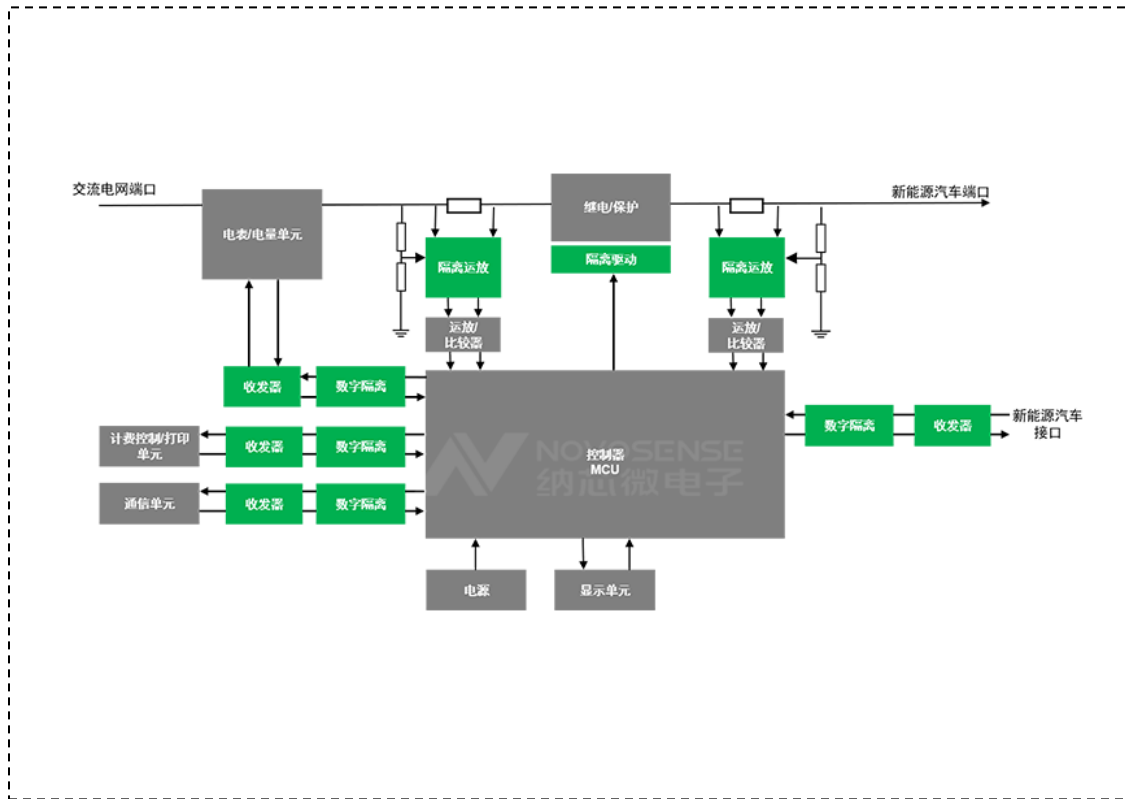 交流电网端口
新能源汽车端口
电表/电量单元
继电/保护
隔离运放
隔离驱动
隔离运放
运放/
比较器
运放/
比较器
收发器
数字隔离
计费控制/打印
单元
收发器
数字隔离
NOVOSENSE
纳芯微电子
控制器
MCU
数字隔离
收发器
新能源汽车
接口
通信单元
收发器
数字隔离
电源
显示单元